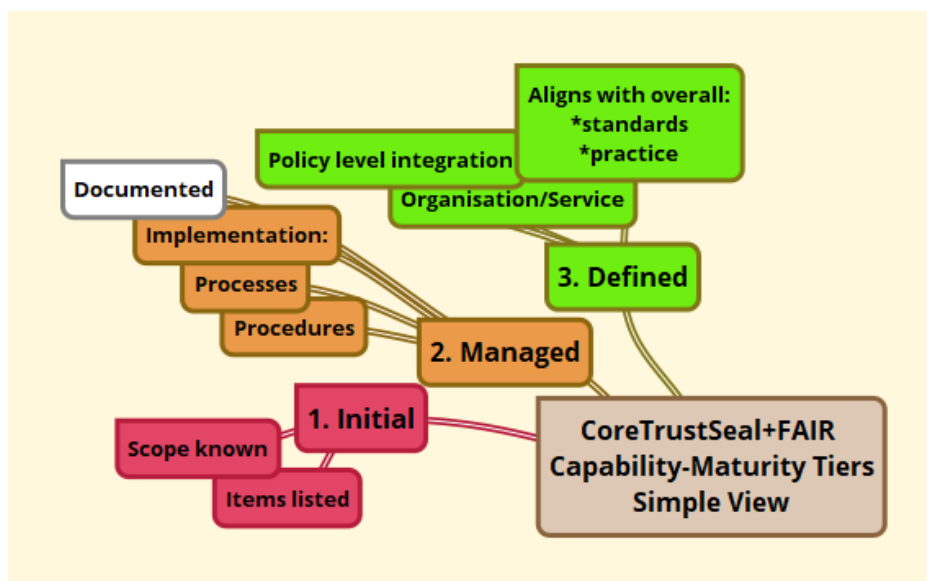 Aligns with overall:
*standards
*practice
Policy level integration
Organisation/Service
3. Defined
Documented
Implementation:
Processes
Procedures
2. Managed
1. Initial
Scope known
Items listed
CoreTrustSeal+FAIR
Capability-Maturity Tiers
Simple View